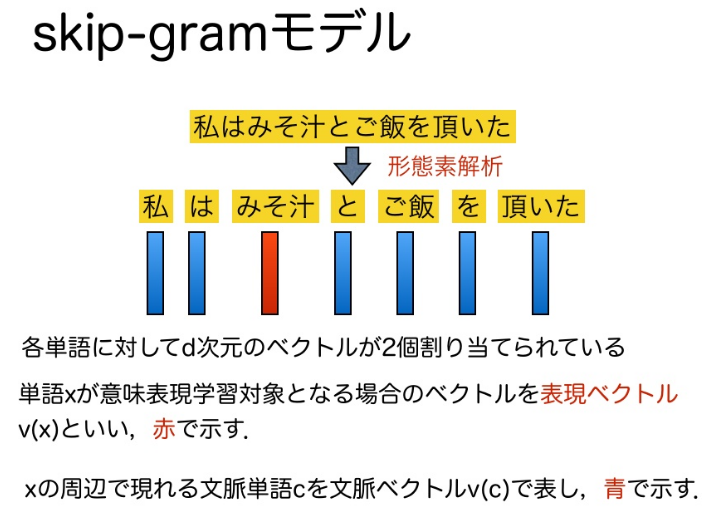 skip-gramモデル
私はみそ汁とご飯を頂いた
形態素解析
私 は みそ汁 と ご飯 を 頂いた
各単語に対してd次元のベクトルが2個割り当てられている
単語xが意味表現学習対象となる場合のベクトルを表現ベクトル
v(x)といい，赤で示す．
xの周辺で現れる文脈単語cを文脈ベクトルv(c)で表し，青で示す．